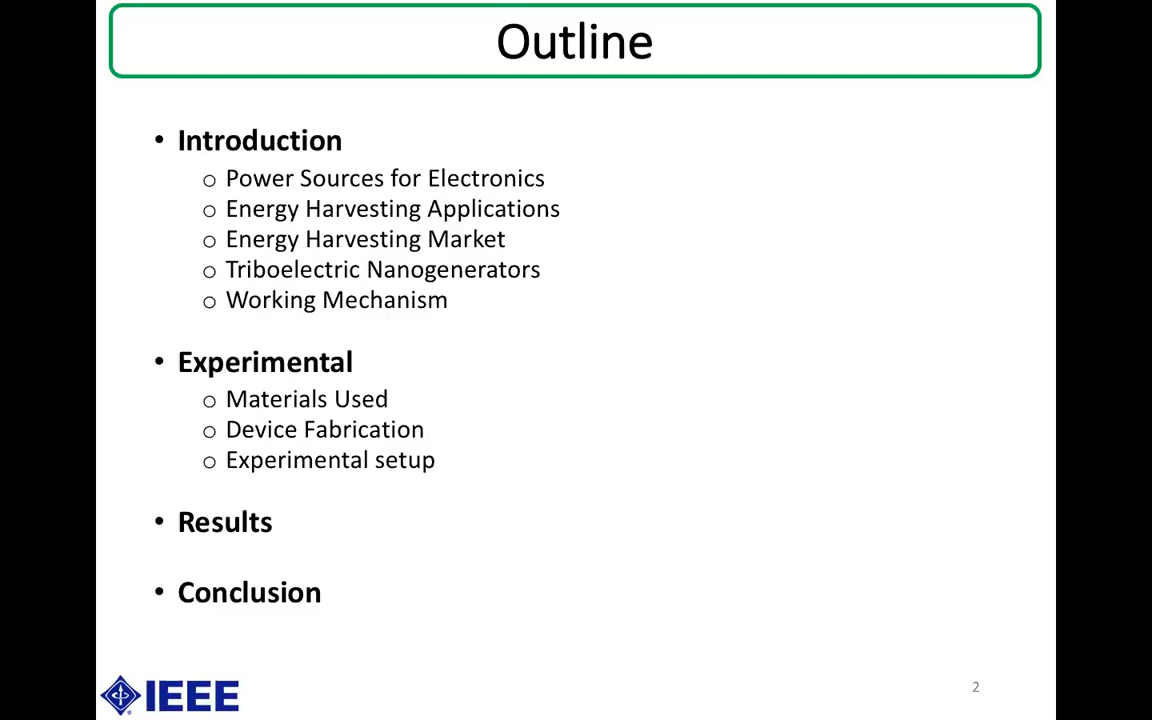 Outline
• Introduction
o Power Sources for Electronics
o Energy Harvesting Applications
o Energy Harvesting Market
o Triboelectric Nanogenerators
o Working Mechanism
• Experimental
o Materials Used
o Device Fabrication
o Experimental setup
• Results
• Conclusion
IEEE
2